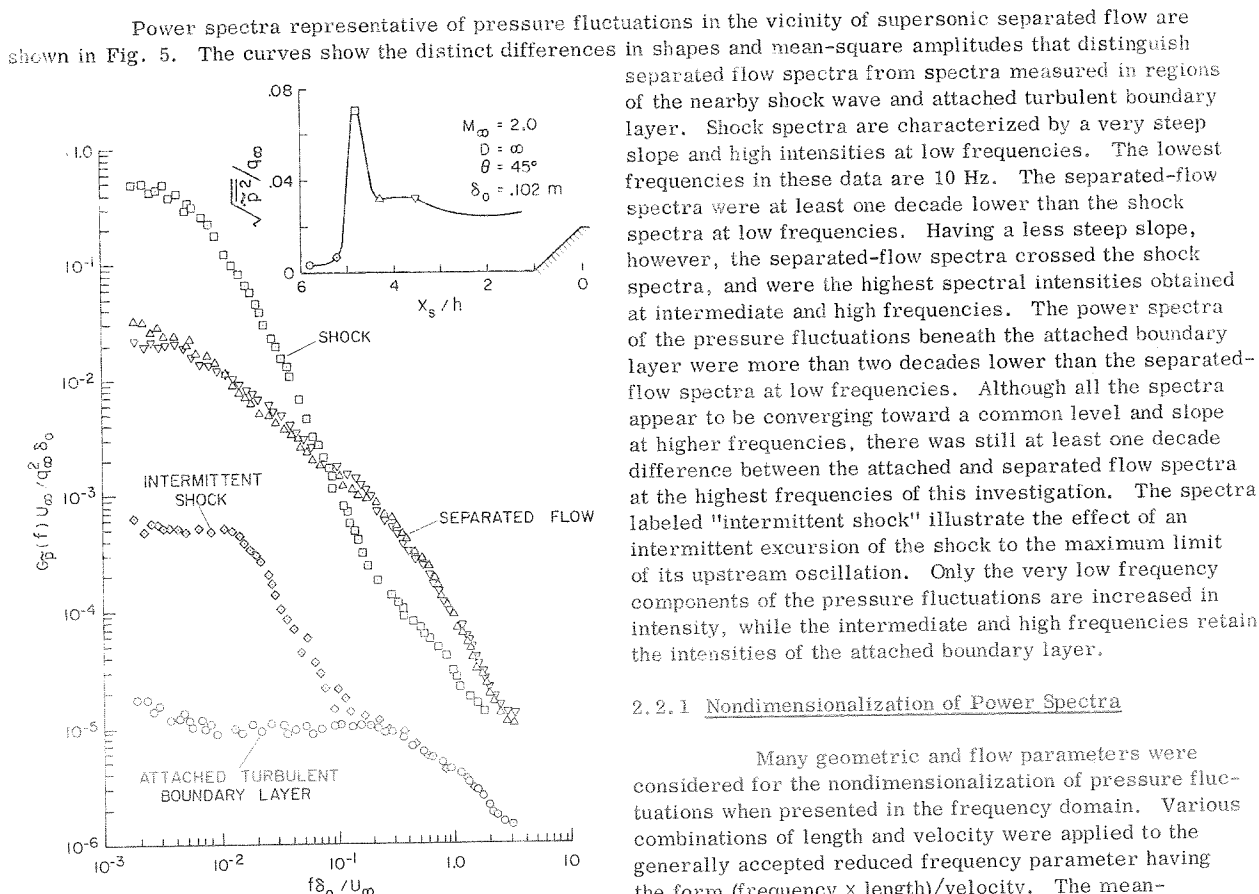 Power spectra representative of pressure fluctuations in the vicinity of supersonic separated flow are
shown in Fig. 5. The curves show the distinct differences in shapes and mean-square amplitudes that distinguish
separated flow spectra from spectra measured in regions
of the nearby shock wave and attached turbulent boundary
layer. Shock spectra are characterized by a very steep
slope and high intensities at low frequencies. The lowest
frequencies in these data are 10 Hz. The separated-flow
spectra were at least one decade lower than the shock
spectra at low frequencies. Having a less steep slope,
however, the separated-flow spectra crossed the shock
spectra, and were the highest spectral intensities obtained
at intermediate and high frequencies. The power spectra
of the pressure fluctuations beneath the attached boundary
layer were more than two decades lower than the separated-
flow spectra at low frequencies. Although all the spectra
appear to be converging toward a common level and slope
at higher frequencies, there was still at least one decade
difference between the attached and separated flow spectra
at the highest frequencies of this investigation. The spectra
labeled "intermittent shock" illustrate the effect of an
intermittent excursion of the shock to the maximum limit
of its upstream oscillation. Only the very low frequency
components of the pressure fluctuations are increased in
intensity, while the intermediate and high frequencies retain
the intensities of the attached boundary layer.
2.2.1 Nondimensionalization of Power Spectra
Many geometric and flow parameters were
considered for the nondimensionalization of pressure fluc-
tuations when presented in the frequency domain. Various
combinations of length and velocity were applied to the
generally accepted reduced frequency parameter having
the form (frequency x length)/velocity. The mean-
.08
.04
0
√p̃²/q∞
6 4 2 0
Xs/h
M∞ = 2.0
D = ∞
θ = 45°
δo = .102 m
1.0
10⁻¹
10⁻²
10⁻³
10⁻⁴
10⁻⁵
10⁻⁶
Gp̃(f)U∞/q²∞δo
SHOCK
INTERMITTENT
SHOCK
SEPARATED FLOW
ATTACHED TURBULENT
BOUNDARY LAYER
10⁻³ 10⁻² 10⁻¹ 1.0 10
fδo/U∞